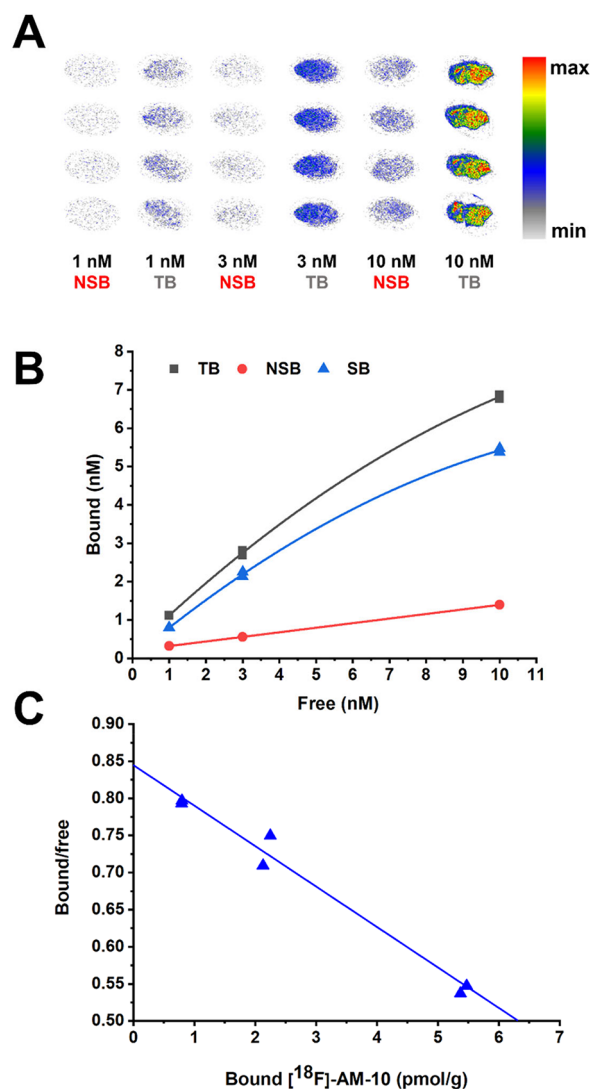 A
max
min
1 nM 1 nM 3 nM 3 nM 10 nM 10 nM
NSB TB NSB TB NSB TB
B
8
7
6
5
4
3
2
1
0
TB NSB SB
Bound (nM)
0 1 2 3 4 5 6 7 8 9 10 11
Free (nM)
C
0.90
0.85
0.80
0.75
0.70
0.65
0.60
0.55
0.50
Bound/free
0 1 2 3 4 5 6 7
Bound [¹⁸F]-AM-10 (pmol/g)